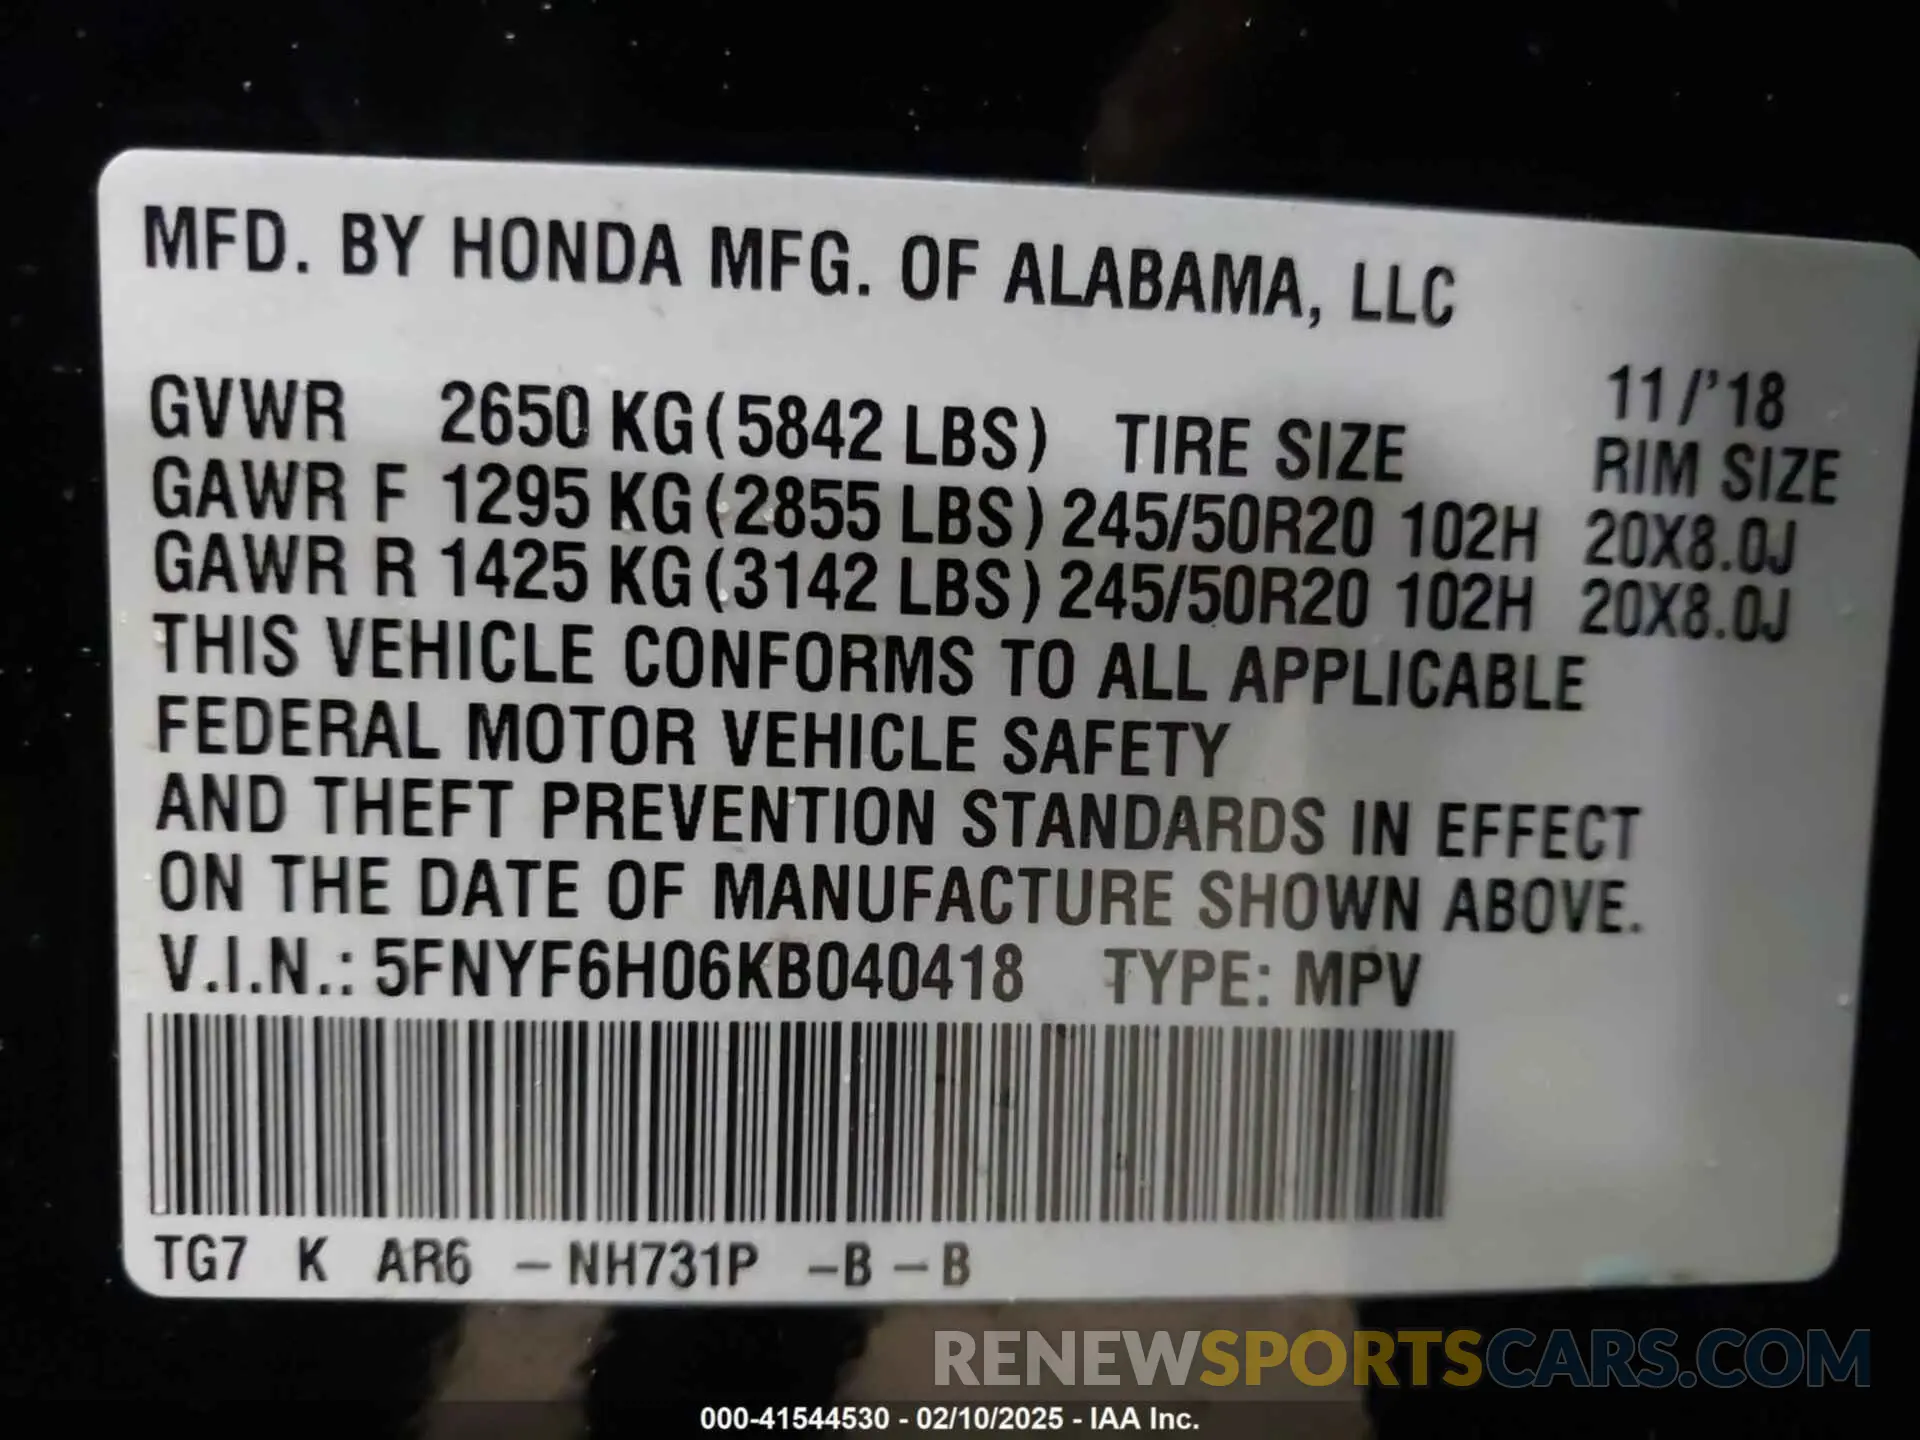 MFD. BY HONDA MFG. OF ALABAMA, LLC
11/'18
GVWR 2650 KG(5842 LBS) TIRE SIZE RIM SIZE
GAWR F 1295 KG(2855 LBS) 245/50R20 102H 20X8.0J
GAWR R 1425 KG(3142 LBS) 245/50R20 102H 20X8.0J
THIS VEHICLE CONFORMS TO ALL APPLICABLE
FEDERAL MOTOR VEHICLE SAFETY
AND THEFT PREVENTION STANDARDS IN EFFECT
ON THE DATE OF MANUFACTURE SHOWN ABOVE.
V.I.N.: 5FNYF6H06KB040418 TYPE: MPV
TG7 K AR6 -NH731P -B-B
RENEWSPORTSCARS.COM
000-41544530 - 02/10/2025 - IAA Inc.